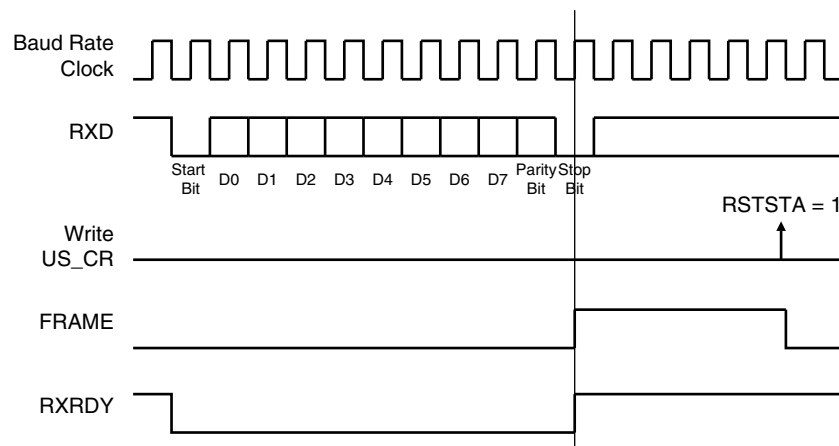 Baud Rate
Clock
RXD
Start
Bit
D0 D1 D2 D3 D4 D5 D6 D7
Parity
Bit
Stop
Bit
RSTSTA = 1
Write
US_CR
FRAME
RXRDY